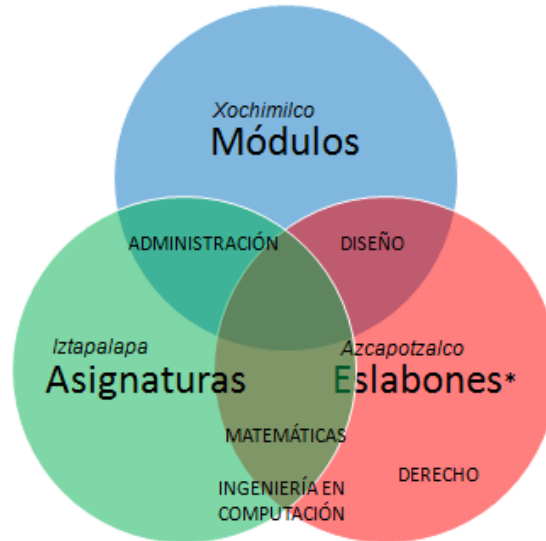 Xochimilco
Módulos
ADMINISTRACIÓN
DISEÑO
Iztapalapa
Asignaturas
Azcapotzalco
Eslabones*
MATEMÁTICAS
INGENIERÍA EN
COMPUTACIÓN
DERECHO